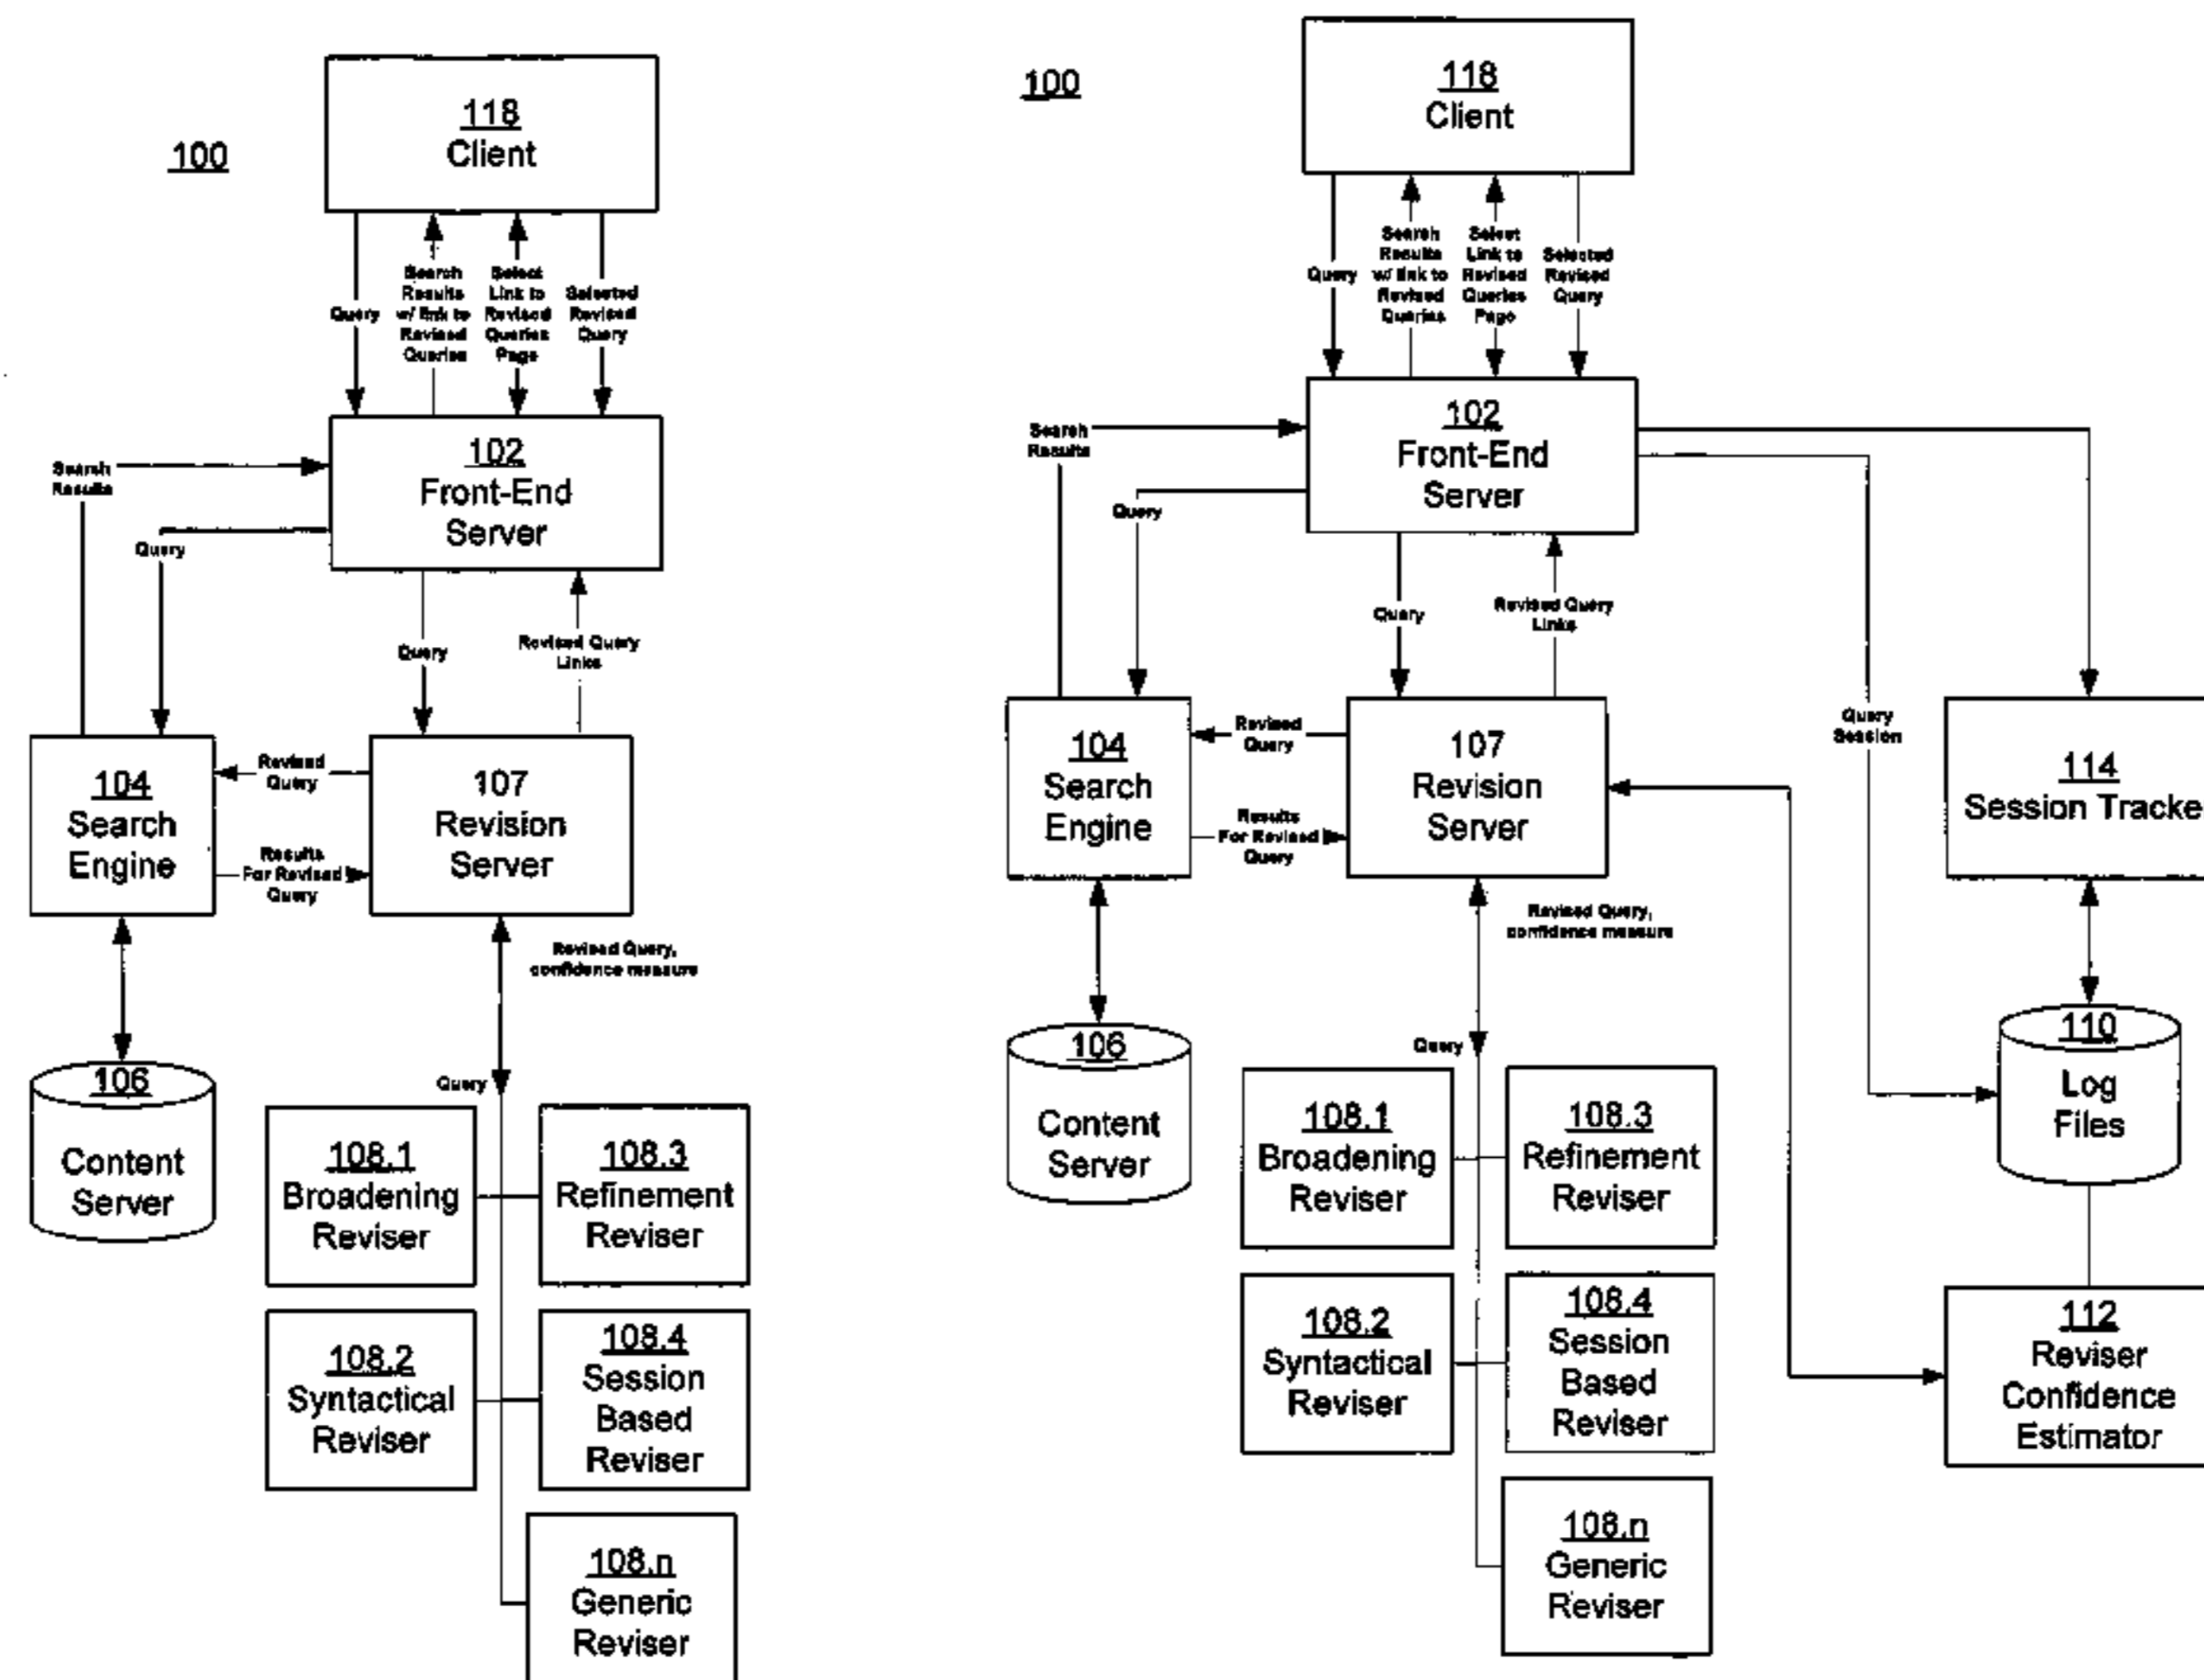 100
118
Client
Query
Search
Results
w/ link to
Revised
Queries
Select
Link to
Revised
Queries
Page
Selected
Revised
Query
102
Front-End
Server
Search
Results
Query
Query
Revised Query
Links
104
Search
Engine
Revised
Query
Results
For Revised
Query
107
Revision
Server
Revised Query,
confidence measure
106
Content
Server
Query
108.1
Broadening
Reviser
108.3
Refinement
Reviser
108.2
Syntactical
Reviser
108.4
Session
Based
Reviser
108.n
Generic
Reviser
100
118
Client
Query
Search
Results
w/ link to
Revised
Queries
Select
Link to
Revised
Queries
Page
Selected
Revised
Query
102
Front-End
Server
Search
Results
Query
Query
Revised Query
Links
104
Search
Engine
Revised
Query
Results
For Revised
Query
107
Revision
Server
Query
Session
114
Session Tracke
Revised Query,
confidence measure
106
Content
Server
Query
110
Log
Files
108.1
Broadening
Reviser
108.3
Refinement
Reviser
108.2
Syntactical
Reviser
108.4
Session
Based
Reviser
112
Reviser
Confidence
Estimator
108.n
Generic
Reviser